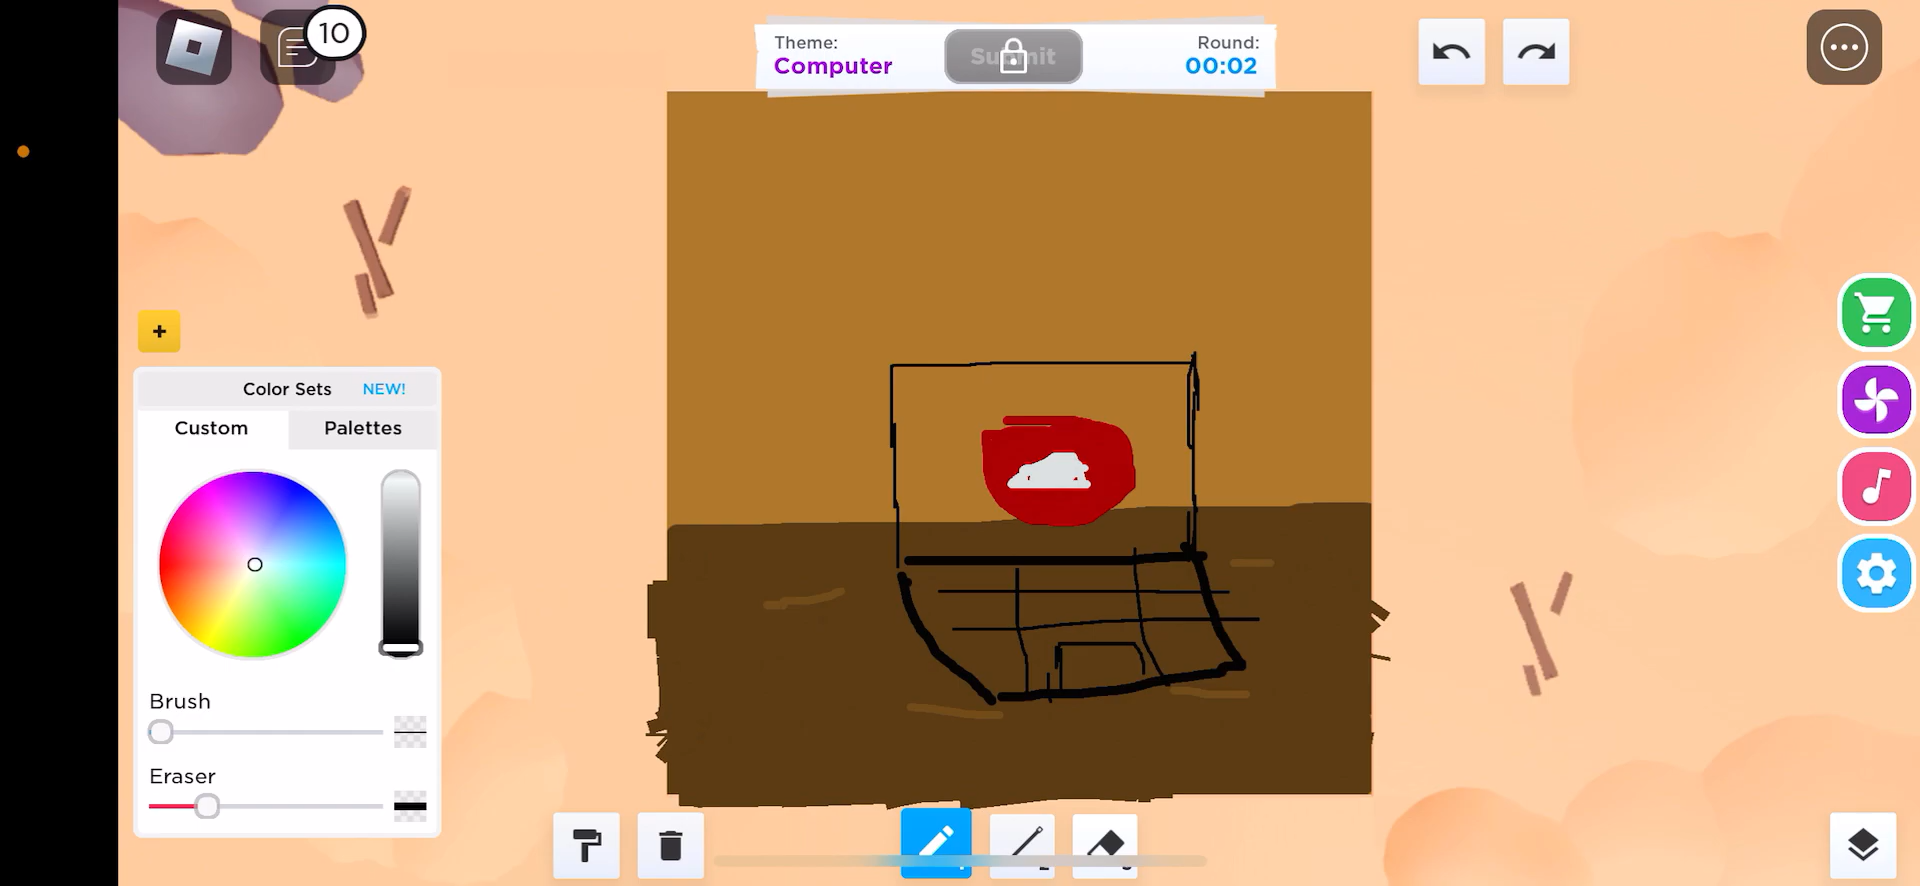 10
Theme:
Computer
Submit
Round:
00:02
+
Color Sets NEW!
Custom
Palettes
Brush
Eraser